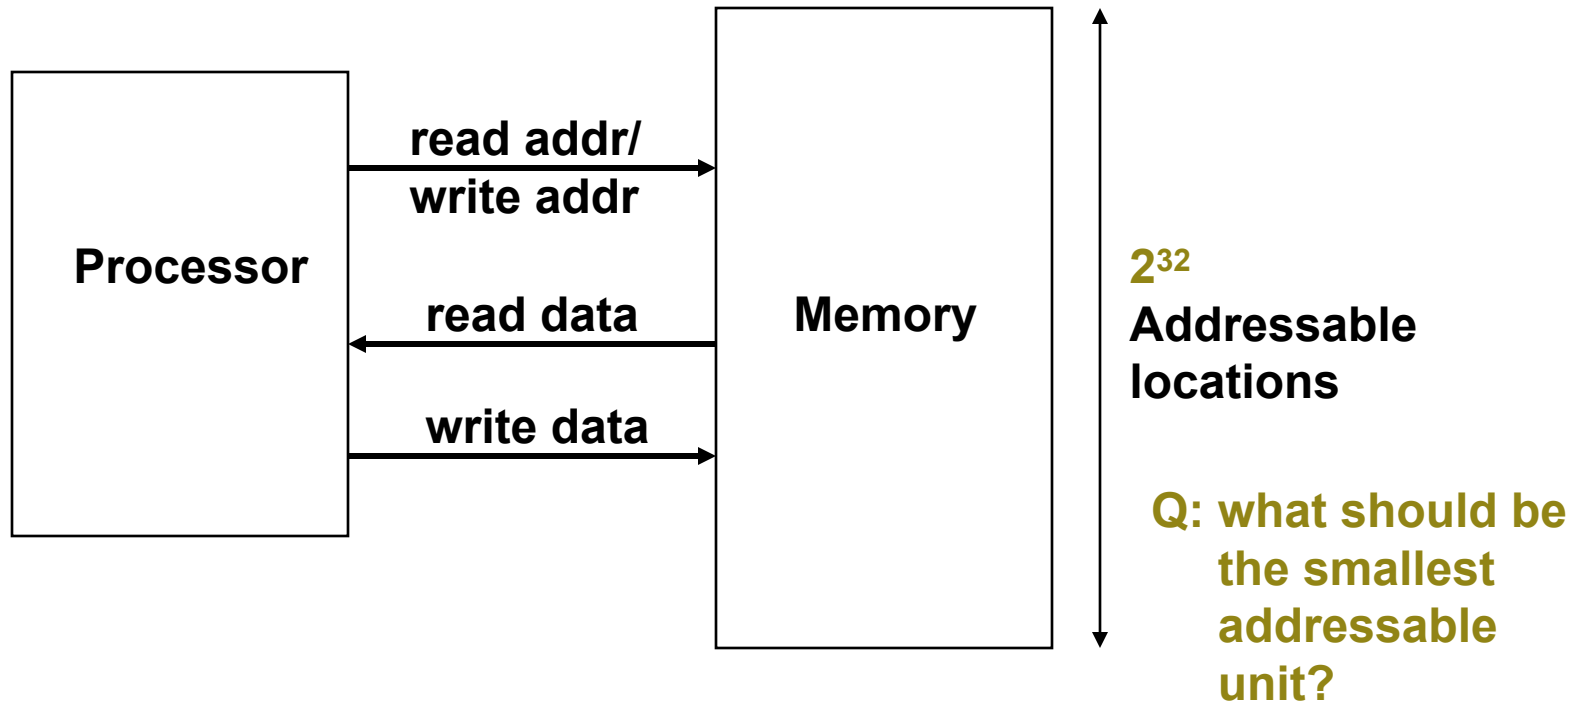 Processor
read addr/
write addr
read data
write data
Memory
2³²
Addressable
locations
Q: what should be
the smallest
addressable
unit?